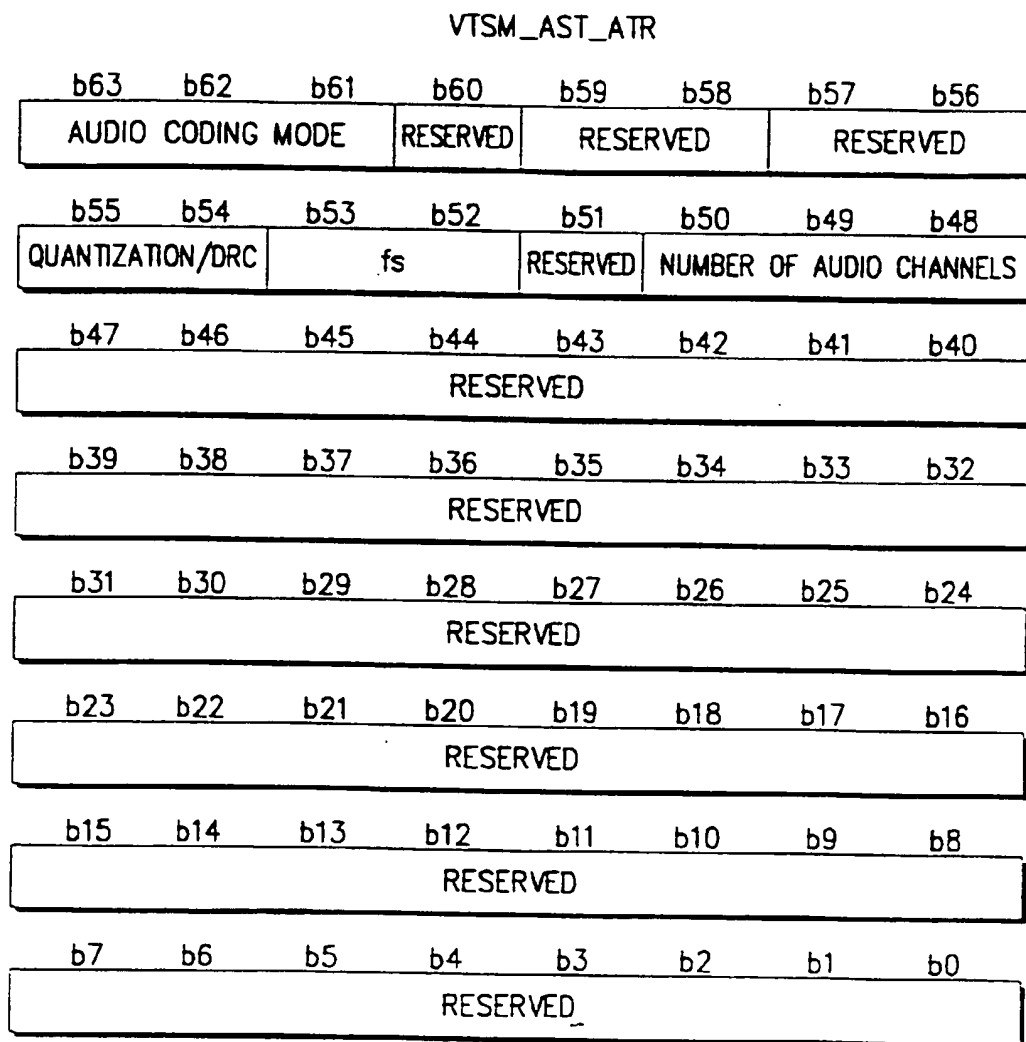 VTSM_AST_ATR
b63 b62 b61 b60 b59 b58 b57 b56
AUDIO CODING MODE RESERVED RESERVED RESERVED
b55 b54 b53 b52 b51 b50 b49 b48
QUANTIZATION/DRC fs RESERVED NUMBER OF AUDIO CHANNELS
b47 b46 b45 b44 b43 b42 b41 b40
RESERVED
b39 b38 b37 b36 b35 b34 b33 b32
RESERVED
b31 b30 b29 b28 b27 b26 b25 b24
RESERVED
b23 b22 b21 b20 b19 b18 b17 b16
RESERVED
b15 b14 b13 b12 b11 b10 b9 b8
RESERVED
b7 b6 b5 b4 b3 b2 b1 b0
RESERVED